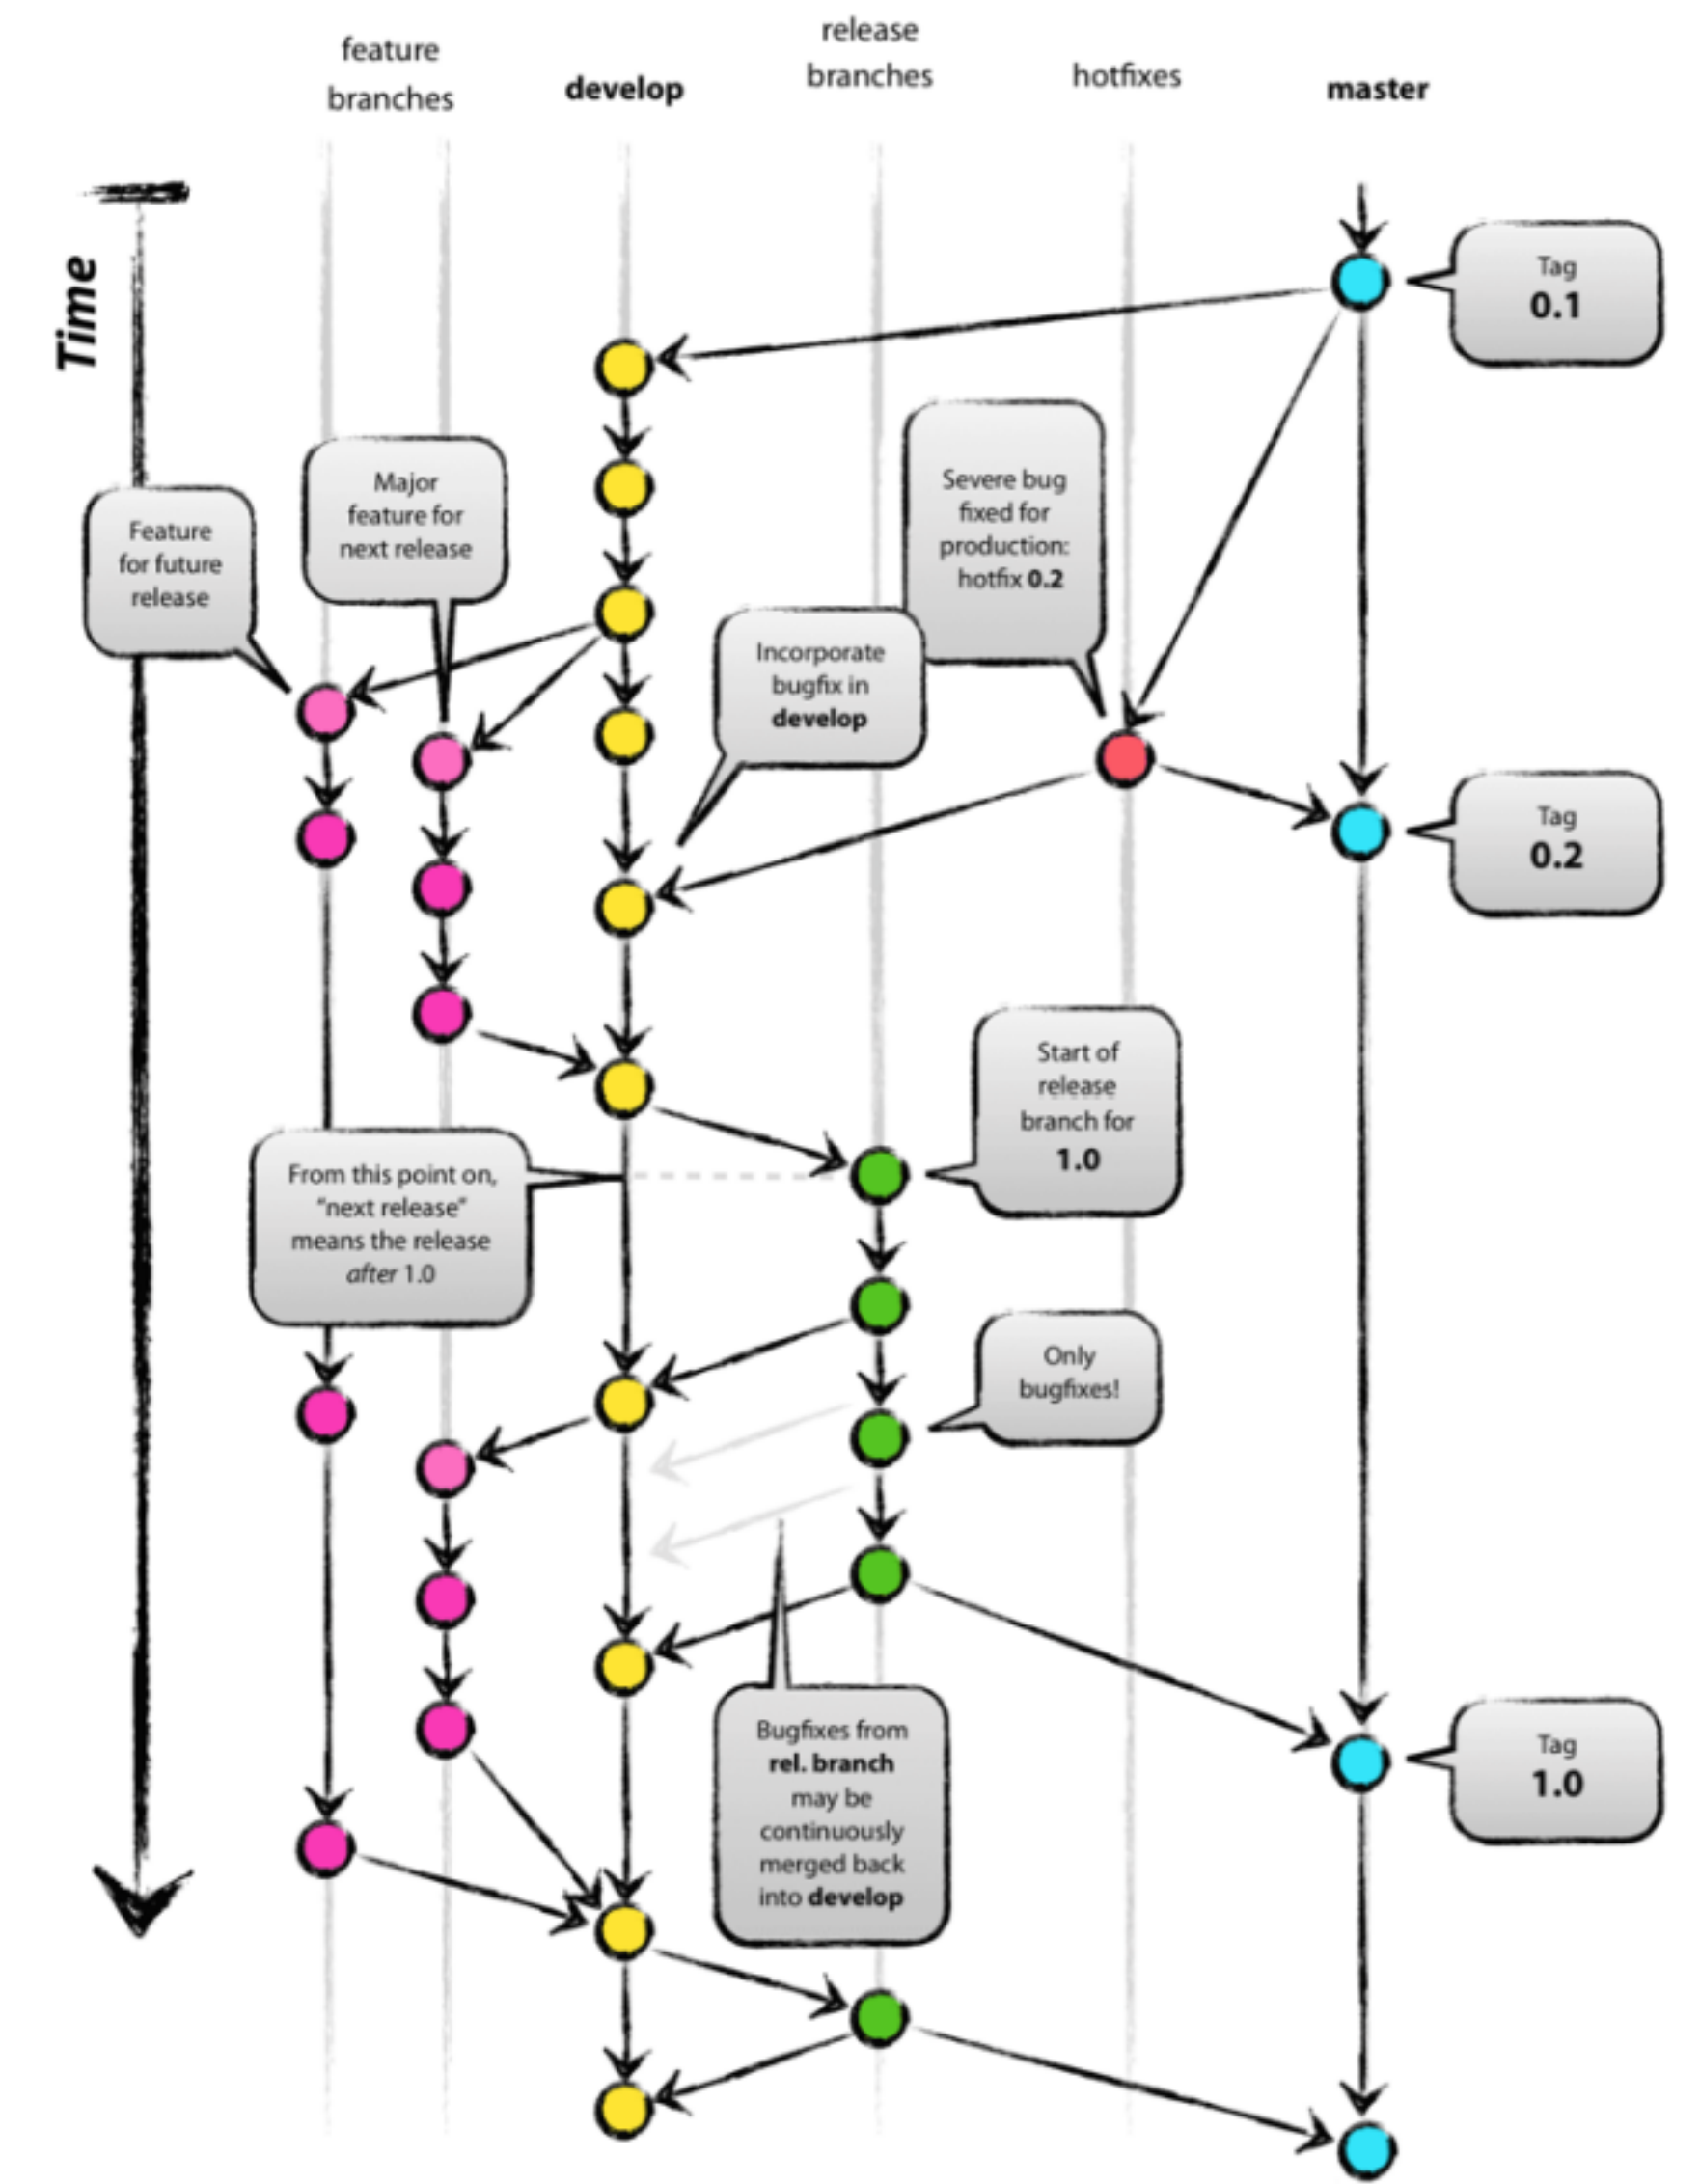 feature
branches
develop
release
branches
hotfixes
master
Time
Tag
0.1
Feature
for future
release
Major
feature for
next release
Severe bug
fixed for
production:
hotfix 0.2
Incorporate
bugfix in
develop
Tag
0.2
Start of
release
branch for
1.0
From this point on,
“next release”
means the release
after 1.0
Only
bugfixes!
Bugfixes from
rel. branch
may be
continuously
merged back
into develop
Tag
1.0